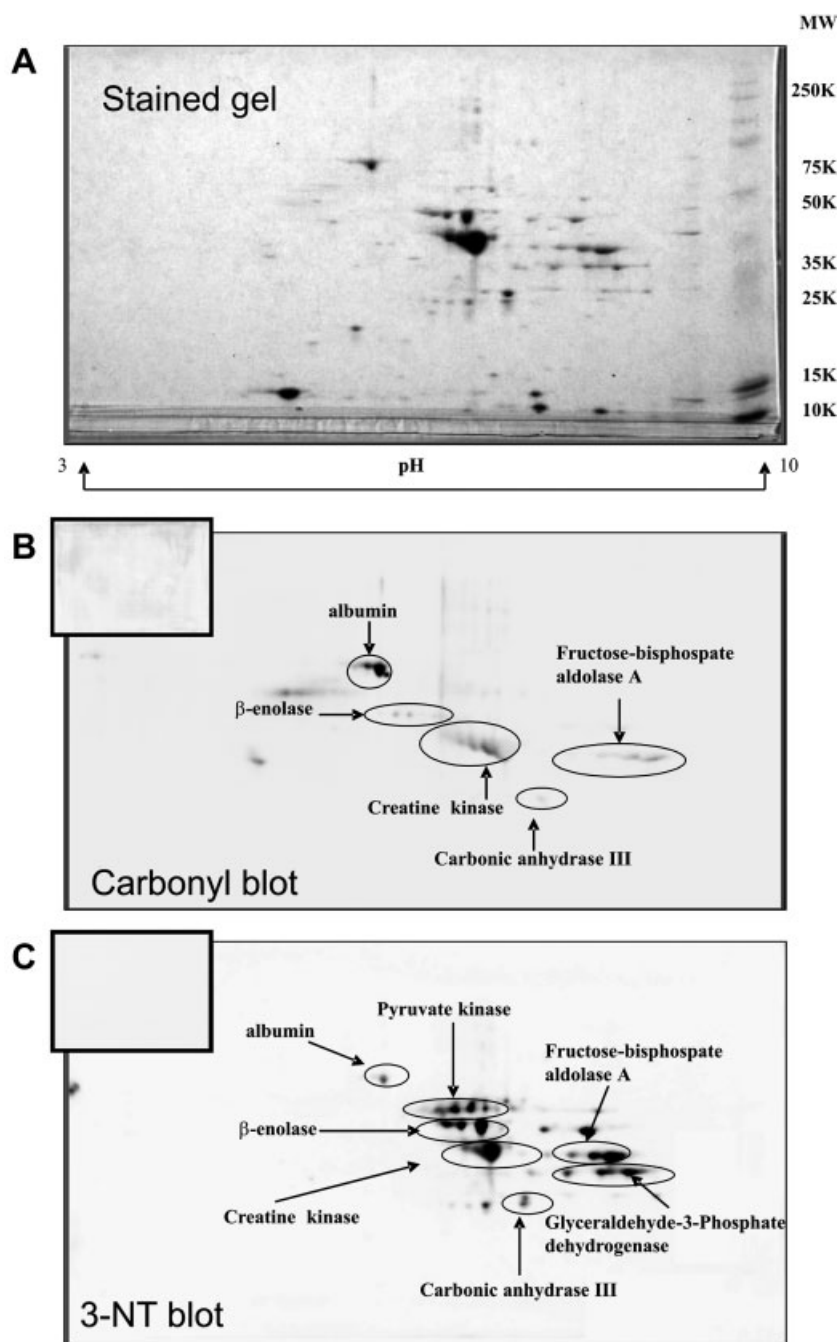 MW
A
Stained gel
250K
75K
50K
35K
25K
15K
10K
3
pH
10
B
albumin
Fructose-bisphospate
aldolase A
β-enolase
Creatine kinase
Carbonic anhydrase III
Carbonyl blot
C
Pyruvate kinase
albumin
Fructose-bisphospate
aldolase A
β-enolase
Creatine kinase
Glyceraldehyde-3-Phosphate
dehydrogenase
Carbonic anhydrase III
3-NT blot